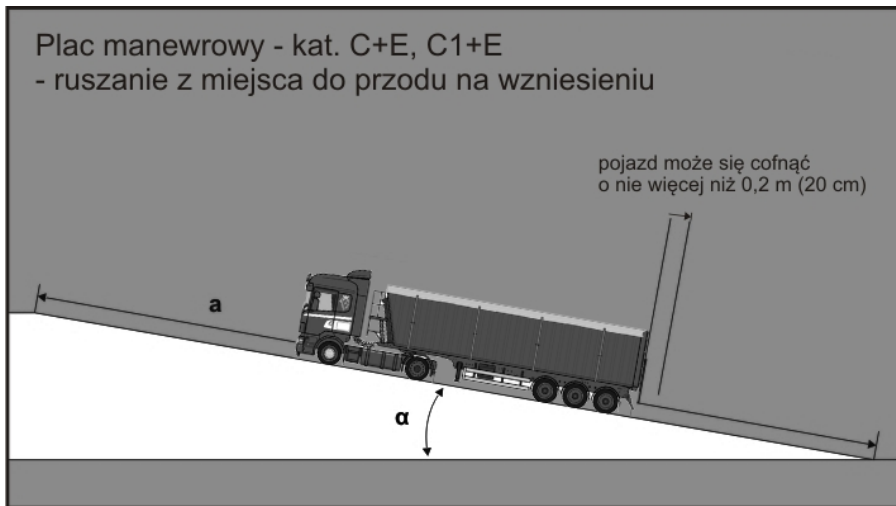 Plac manewrowy - kat. C+E, C1+E
- ruszanie z miejsca do przodu na wzniesieniu
pojazd może się cofnąć
o nie więcej niż 0,2 m (20 cm)
a
α